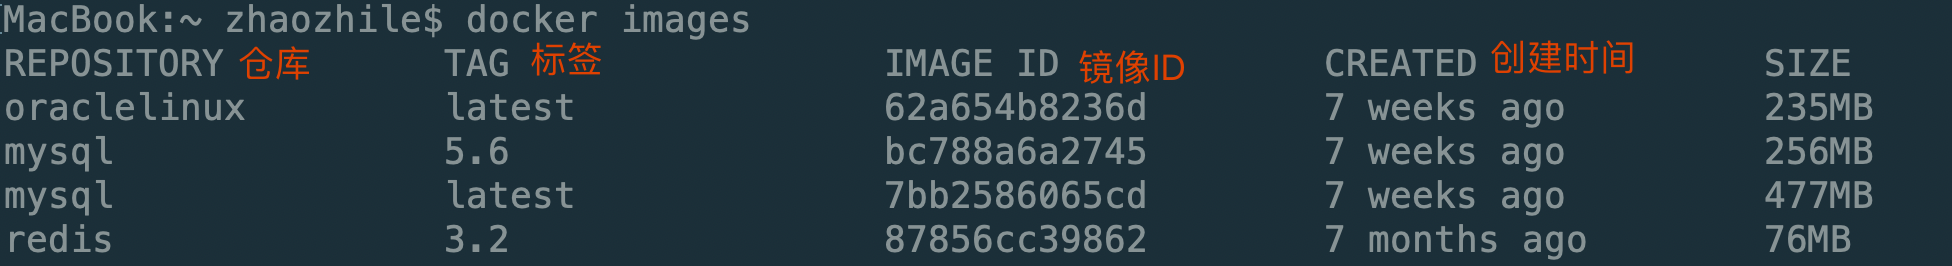 MacBook:~ zhaozhile$ docker images
REPOSITORY 仓库 TAG 标签 IMAGE ID 镜像ID CREATED 创建时间 SIZE
oraclelinux latest 62a654b8236d 7 weeks ago 235MB
mysql 5.6 bc788a6a2745 7 weeks ago 256MB
mysql latest 7bb2586065cd 7 weeks ago 477MB
redis 3.2 87856cc39862 7 months ago 76MB